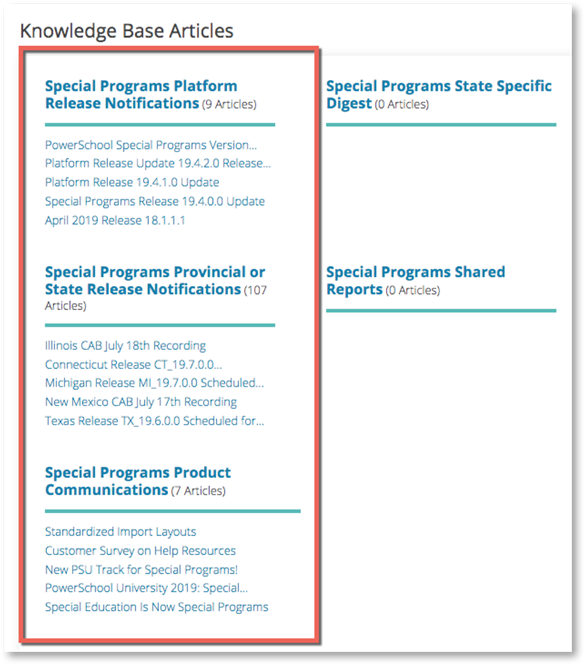 Knowledge Base Articles
Special Programs Platform
Release Notifications (9 Articles)
PowerSchool Special Programs Version...
Platform Release Update 19.4.2.0 Release...
Platform Release 19.4.1.0 Update
Special Programs Release 19.4.0.0 Update
April 2019 Release 18.1.1.1
Special Programs State Specific
Digest (0 Articles)
Special Programs Provincial or
State Release Notifications (107
Articles)
Illinois CAB July 18th Recording
Connecticut Release CT_19.7.0.0...
Michigan Release MI_19.7.0.0 Scheduled...
New Mexico CAB July 17th Recording
Texas Release TX_19.6.0.0 Scheduled for...
Special Programs Shared
Reports (0 Articles)
Special Programs Product
Communications (7 Articles)
Standardized Import Layouts
Customer Survey on Help Resources
New PSU Track for Special Programs!
PowerSchool University 2019: Special...
Special Education Is Now Special Programs